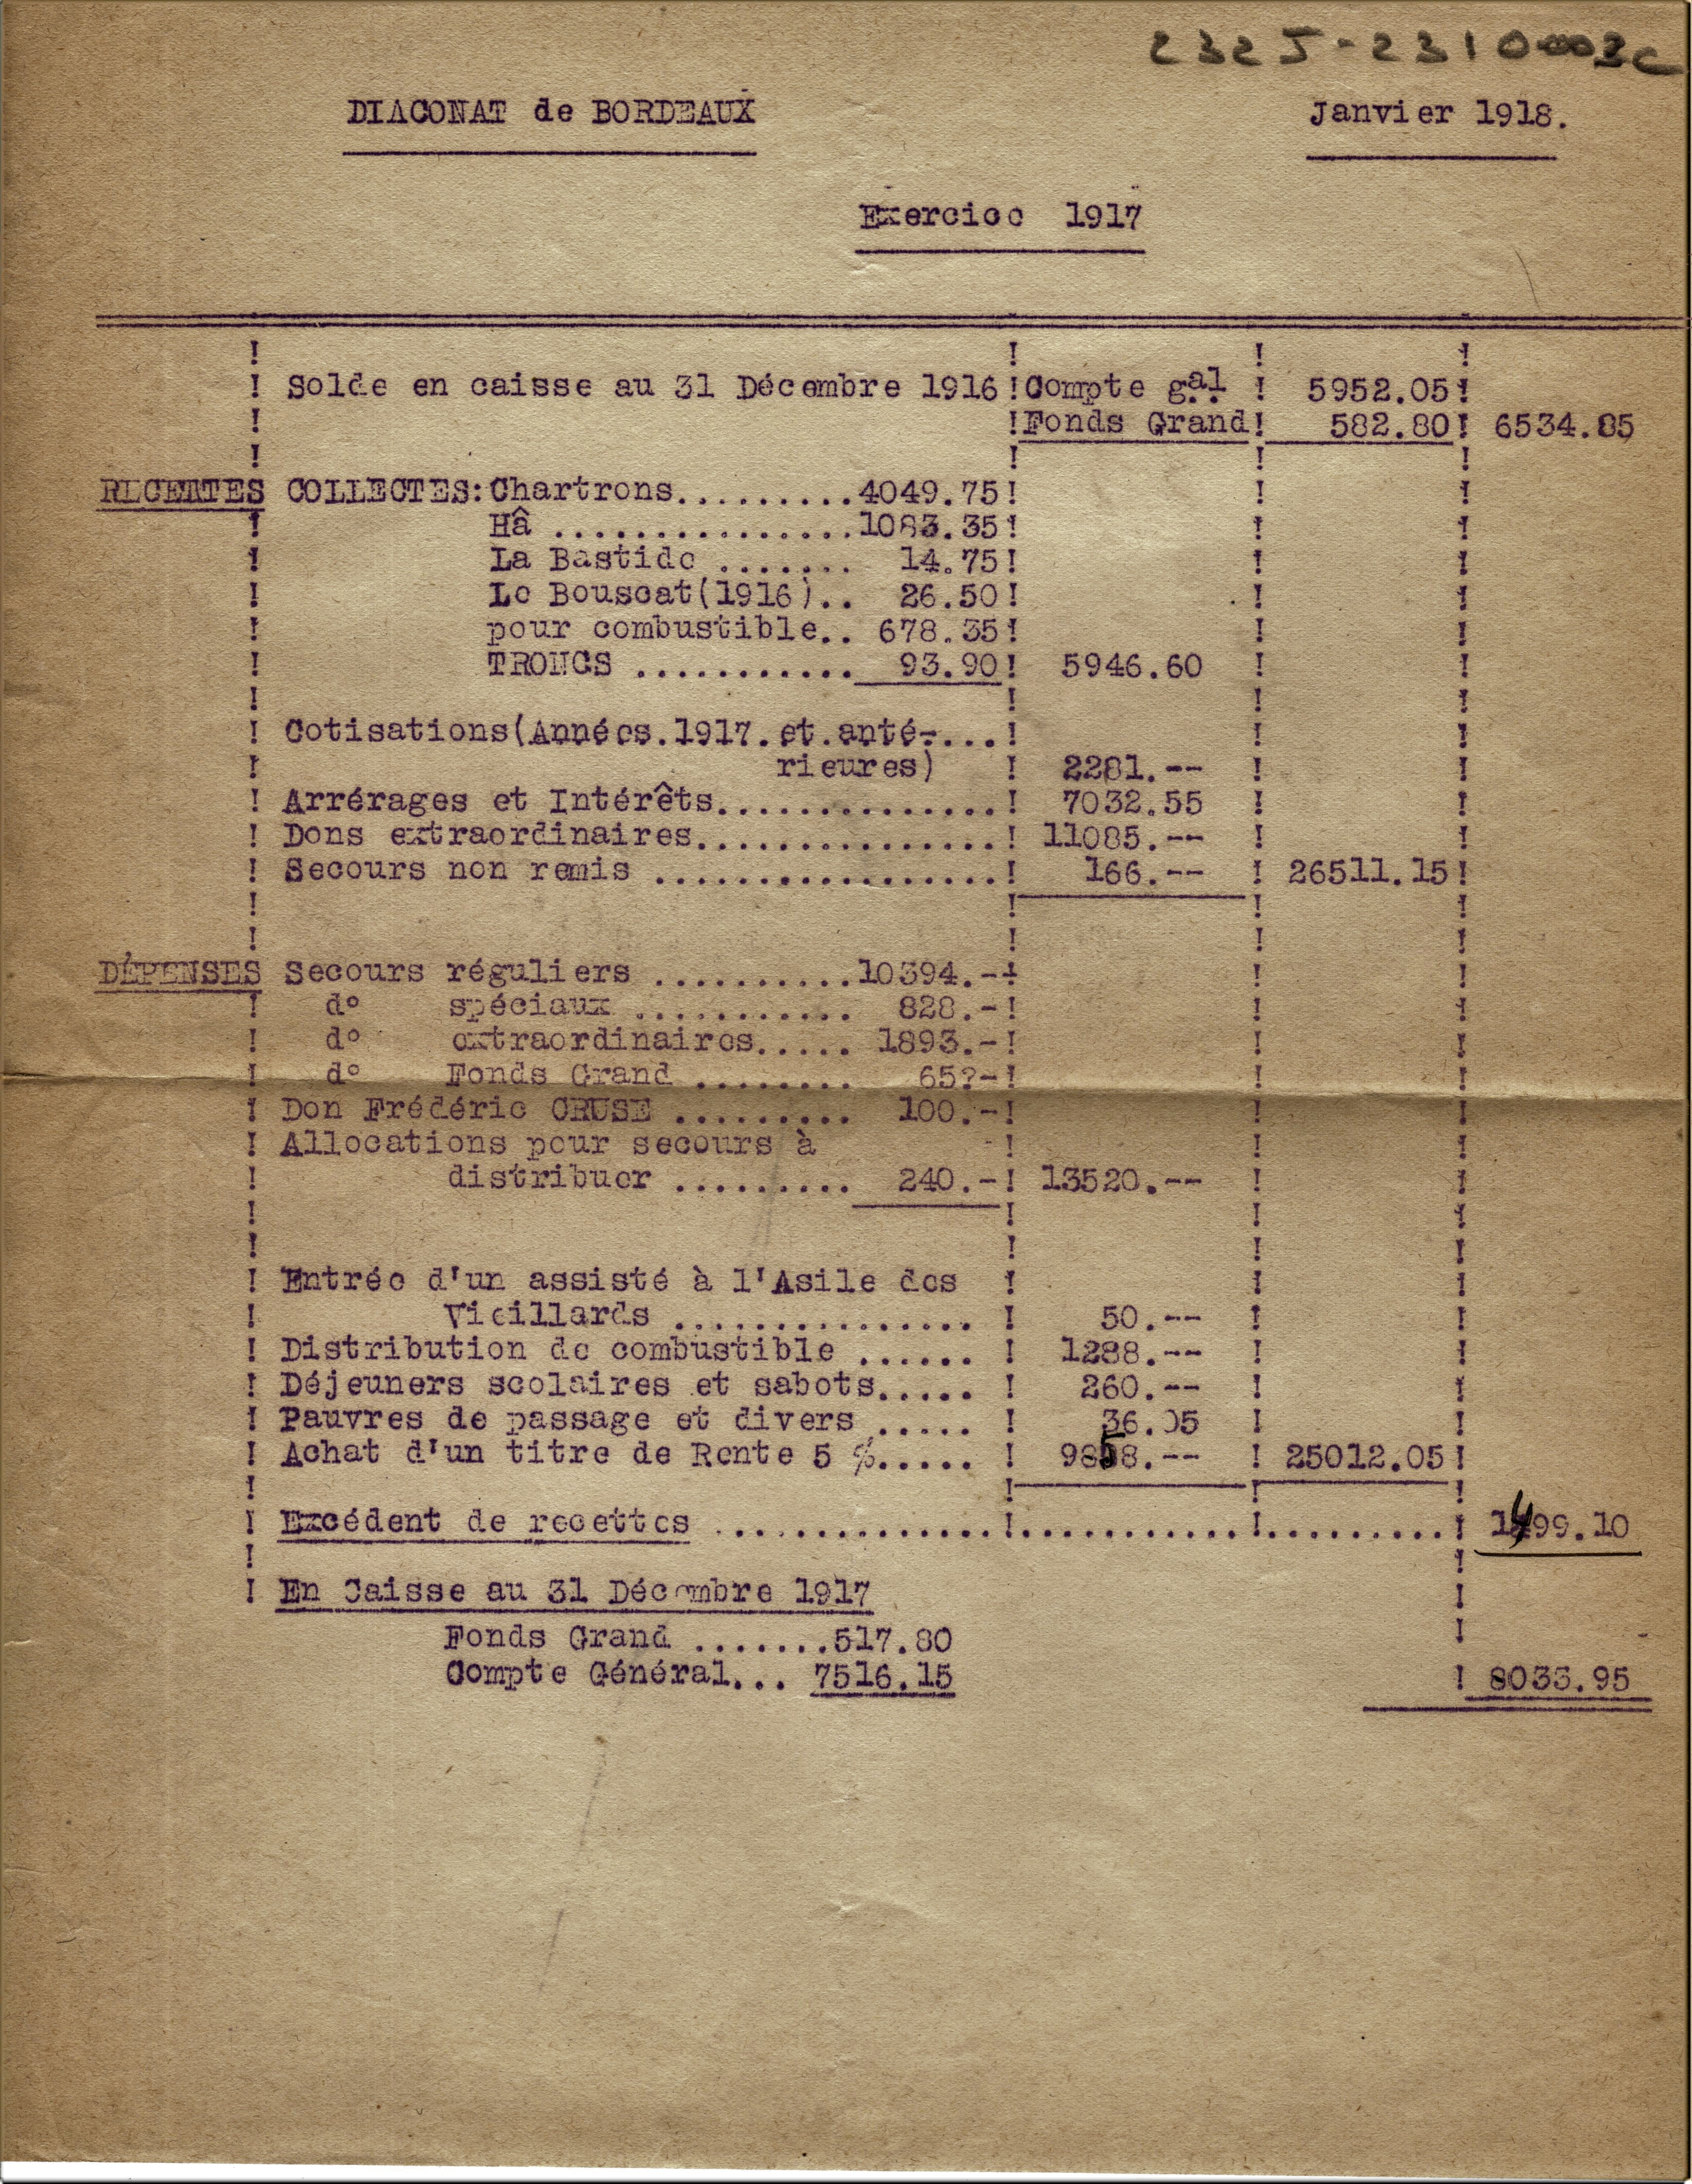 232J-2310003C
DIACONAT de BORDEAUX Janvier 1918.
Exercice 1917
Solde en caisse au 31 Décembre 1916 ! Compte gal ! 5952.05 !
! Fonds Grand ! 582.80 ! 6534.85
RECETTES COLLECTES: Chartrons.........4049.75 !
Hâ ...............1083.35 !
La Bastide ....... 14.75 !
Le Bouscat(1916).. 26.50 !
pour combustible.. 678.35 !
TRONCS ........... 93.90 ! 5946.60 !
Cotisations(Années.1917.et.anté-...!
rieures) ! 2281.-- !
Arrérages et Intérêts..............! 7032.55 !
Dons extraordinaires...............! 11085.-- !
Secours non remis .................! 166.-- ! 26511.15 !
DÉPENSES Secours réguliers ..........10394.-!
d° spéciaux ........... 828.-!
d° extraordinaires..... 1893.-!
d° Fonds Grand ........ 65?-!
Don Frédéric CRUSE ......... 100.-!
Allocations pour secours à
distribuer ......... 240.-! 13520.-- !
Entrée d'un assisté à l'Asile des !
Vieillards ............... ! 50.-- !
Distribution de combustible ...... ! 1288.-- !
Déjeuners scolaires et sabots..... ! 260.-- !
Pauvres de passage et divers ..... ! 36.05 !
Achat d'un titre de Rente 5 %..... ! 9858.-- ! 25012.05 !
Excédent de recettes ..............!............!.........! 1499.10
En Caisse au 31 Décembre 1917
Fonds Grand .......517.80
Compte Général... 7516.15 ! 8033.95